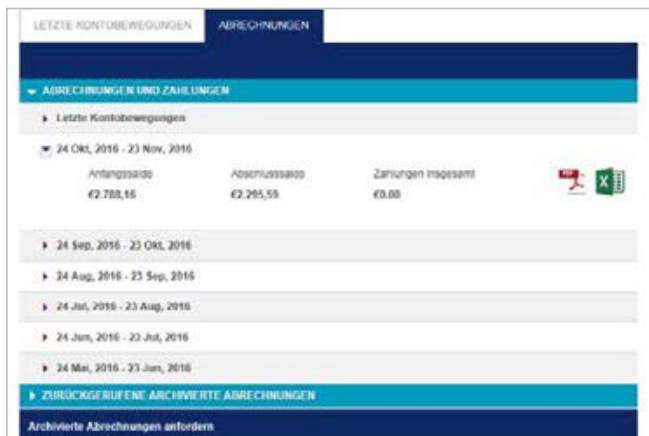 LETZTE KONTOBEWEGUNGEN ABRECHNUNGEN
ABRECHNUNGEN UND ZAHLUNGEN
Letzte Kontobewegungen
24 Okt, 2016 - 23 Nov, 2016
Anfangssaldo Abschlusssaldo Zahlungen insgesamt
€2.788,16 €2.295,59 €0.00
PDF X
24 Sep, 2016 - 23 Okt, 2016
24 Aug, 2016 - 23 Sep, 2016
24 Jul, 2016 - 23 Aug, 2016
24 Jun, 2016 - 23 Jul, 2016
24 Mai, 2016 - 23 Jun, 2016
ZURÜCKGERUFENE ARCHIVIERTE ABRECHNUNGEN
Archivierte Abrechnungen anfordern